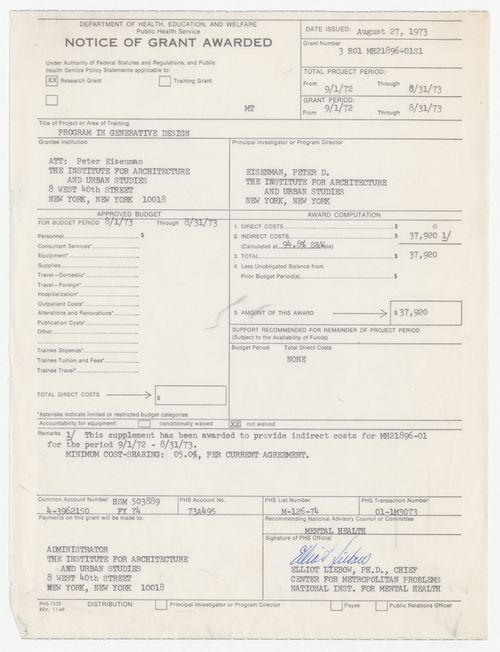 DEPARTMENT OF HEALTH, EDUCATION, AND WELFARE
Public Health Service
NOTICE OF GRANT AWARDED
Under Authority of Federal Statutes and Regulations, and Public
Health Service Policy Statements applicable to:
XX Research Grant Training Grant
MT
DATE ISSUED: August 27, 1973
Grant Number
3 R01 MH21896-01S1
TOTAL PROJECT PERIOD:
From 9/1/72 Through 8/31/73
GRANT PERIOD:
From 9/1/72 Through 8/31/73
Title of Project or Area of Training
PROGRAM IN GENERATIVE DESIGN
Grantee Institution
ATT: Peter Eisenman
THE INSTITUTE FOR ARCHITECTURE
AND URBAN STUDIES
8 WEST 40th STREET
NEW YORK, NEW YORK 10018
Principal Investigator or Program Director
EISENMAN, PETER D.
THE INSTITUTE FOR ARCHITECTURE
AND URBAN STUDIES
NEW YORK, NEW YORK
APPROVED BUDGET
FOR BUDGET PERIOD 8/1/73 Through 8/31/73
Personnel $
Consultant Services*
Equipment*
Supplies
Travel—Domestic*
Travel—Foreign*
Hospitalization*
Outpatient Costs*
Alterations and Renovations*
Publication Costs*
Other
Trainee Stipends*
Trainee Tuition and Fees*
Trainee Travel*
TOTAL DIRECT COSTS $
*Asterisks indicate limited or restricted budget categories
AWARD COMPUTATION
1. DIRECT COSTS $ 0
2. INDIRECT COSTS $ 37,920 1/
(Calculated at 94.8% S&W Rate)
3. TOTAL $ 37,920
4. Less Unobligated Balance from
Prior Budget Period(s) $
5. AMOUNT OF THIS AWARD $ 37,920
SUPPORT RECOMMENDED FOR REMAINDER OF PROJECT PERIOD
(Subject to the Availability of Funds)
Budget Period Total Direct Costs
NONE
Accountability for equipment: conditionally waived XX not waived
Remarks 1/ This supplement has been awarded to provide indirect costs for MH21896-01
for the period 9/1/72 - 8/31/73.
MINIMUM COST-SHARING: 05.0%, PER CURRENT AGREEMENT.
Common Account Number HSM 503889
4-3962150 FY 74
PHS Account No.
73A495
PHS List Number
M-126-74
PHS Transaction Number
01-1M3073
Payments on this grant will be made to:
ADMINISTRATOR
THE INSTITUTE FOR ARCHITECTURE
AND URBAN STUDIES
8 WEST 40th STREET
NEW YORK, NEW YORK 10018
Recommending National Advisory Council or Committee
MENTAL HEALTH
Signature of PHS Official
Elliot Liebow
ELLIOT LIEBOW, PH.D., CHIEF
CENTER FOR METROPOLITAN PROBLEMS
NATIONAL INST. FOR MENTAL HEALTH
PHS-1533
REV. 11-69
DISTRIBUTION: Principal Investigator or Program Director Payee Public Relations Officer